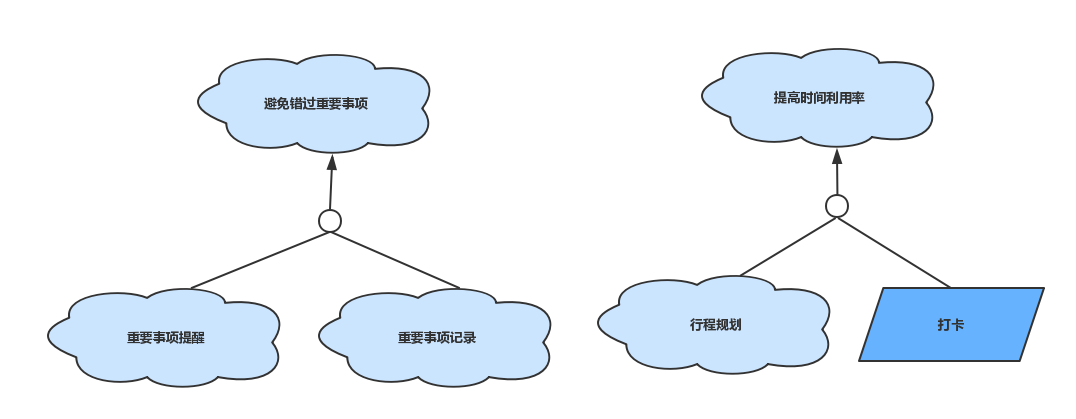 避免错过重要事项
提高时间利用率
重要事项提醒
重要事项记录
行程规划
打卡